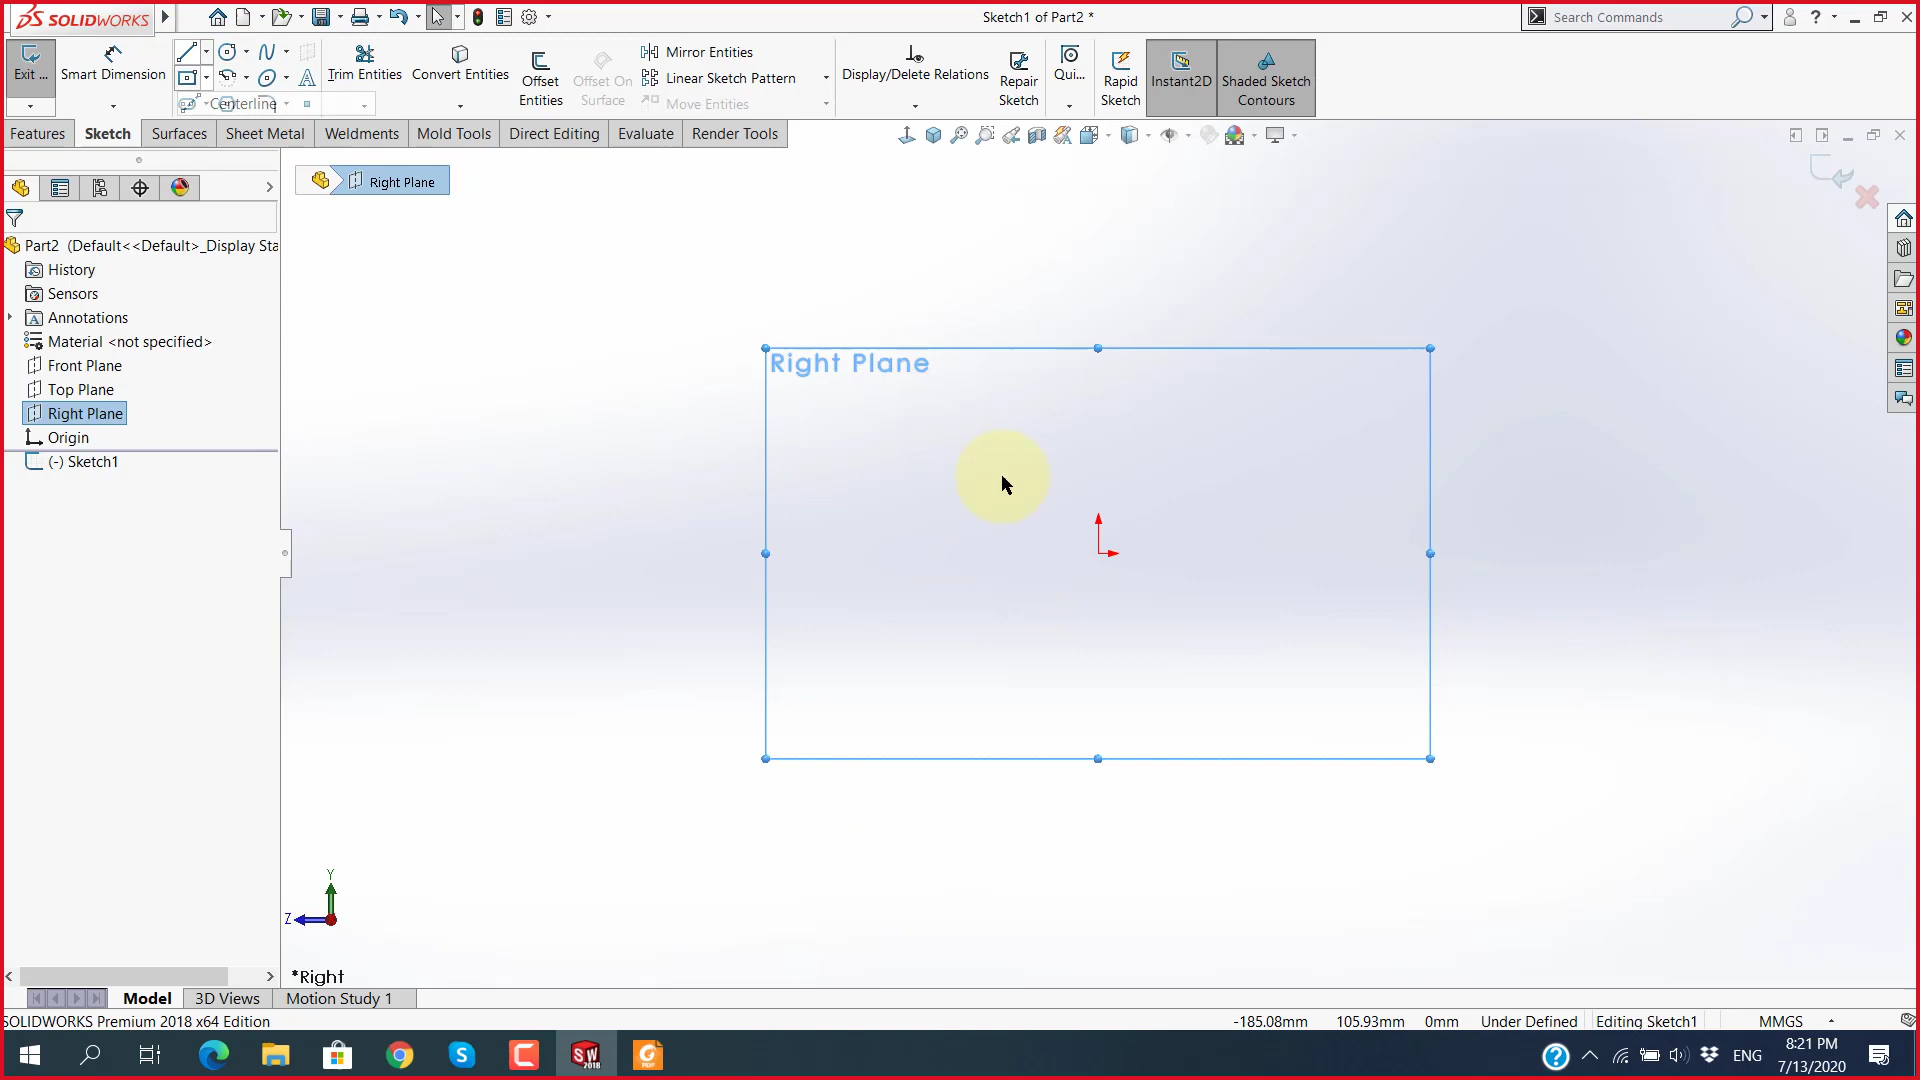 SOLIDWORKS
Sketch1 of Part2 *
Search Commands
Exit ...
Smart Dimension
Trim Entities
Convert Entities
Offset Entities
Offset On Surface
Mirror Entities
Linear Sketch Pattern
Move Entities
Display/Delete Relations
Repair Sketch
Qui...
Rapid Sketch
Instant2D
Shaded Sketch Contours
Centerline
Features
Sketch
Surfaces
Sheet Metal
Weldments
Mold Tools
Direct Editing
Evaluate
Render Tools
Right Plane
Part2 (Default<<Default>_Display Sta
History
Sensors
Annotations
Material <not specified>
Front Plane
Top Plane
Right Plane
Origin
(-) Sketch1
Right Plane
Y
Z
*Right
Model
3D Views
Motion Study 1
SOLIDWORKS Premium 2018 x64 Edition
-185.08mm
105.93mm
0mm
Under Defined
Editing Sketch1
MMGS
SW 2018
PDF
ENG
8:21 PM
7/13/2020